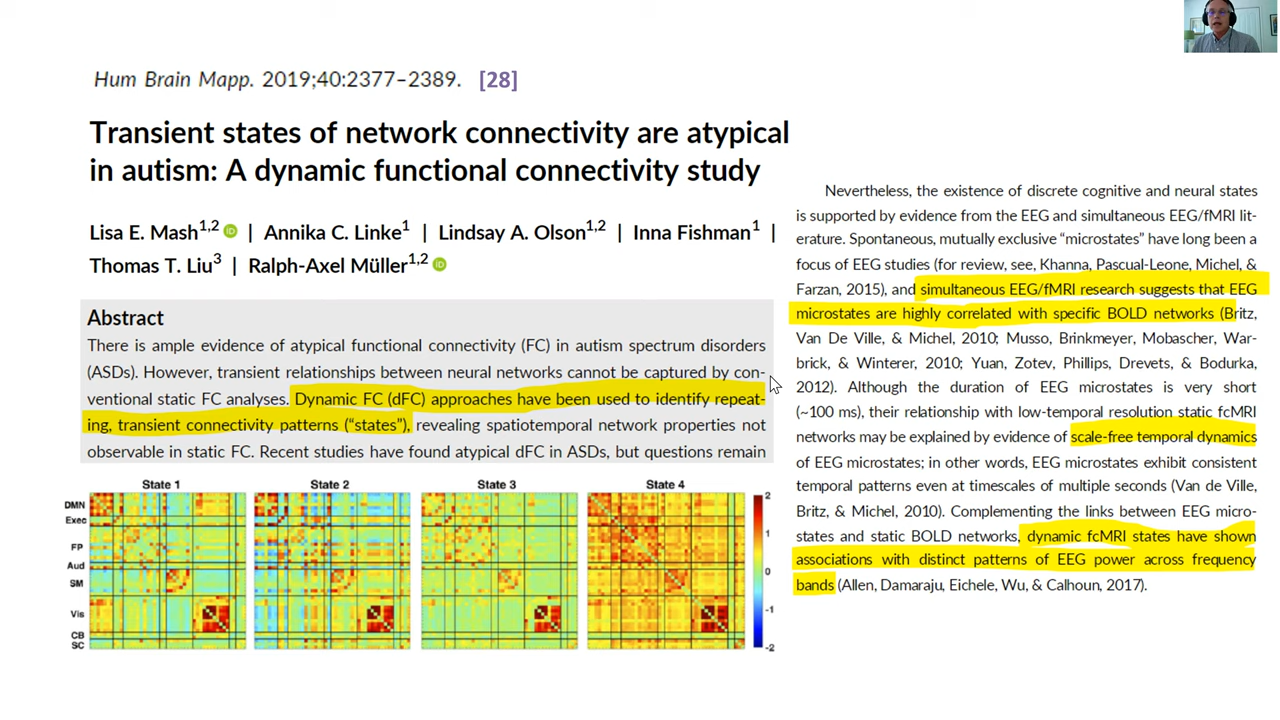 Hum Brain Mapp. 2019;40:2377–2389. [28]
Transient states of network connectivity are atypical
in autism: A dynamic functional connectivity study
Lisa E. Mash1,2 iD | Annika C. Linke1 | Lindsay A. Olson1,2 | Inna Fishman1 |
Thomas T. Liu3 | Ralph-Axel Müller1,2 iD
Abstract
There is ample evidence of atypical functional connectivity (FC) in autism spectrum disorders
(ASDs). However, transient relationships between neural networks cannot be captured by con-
ventional static FC analyses. Dynamic FC (dFC) approaches have been used to identify repeat-
ing, transient connectivity patterns (“states”), revealing spatiotemporal network properties not
observable in static FC. Recent studies have found atypical dFC in ASDs, but questions remain
State 1 State 2 State 3 State 4
DMN
Exec
FP
Aud
SM
Vis
CB
SC
2
1
0
-1
-2
Nevertheless, the existence of discrete cognitive and neural states
is supported by evidence from the EEG and simultaneous EEG/fMRI lit-
erature. Spontaneous, mutually exclusive “microstates” have long been a
focus of EEG studies (for review, see, Khanna, Pascual-Leone, Michel, &
Farzan, 2015), and simultaneous EEG/fMRI research suggests that EEG
microstates are highly correlated with specific BOLD networks (Britz,
Van De Ville, & Michel, 2010; Musso, Brinkmeyer, Mobascher, War-
brick, & Winterer, 2010; Yuan, Zotev, Phillips, Drevets, & Bodurka,
2012). Although the duration of EEG microstates is very short
(~100 ms), their relationship with low-temporal resolution static fcMRI
networks may be explained by evidence of scale-free temporal dynamics
of EEG microstates; in other words, EEG microstates exhibit consistent
temporal patterns even at timescales of multiple seconds (Van de Ville,
Britz, & Michel, 2010). Complementing the links between EEG micro-
states and static BOLD networks, dynamic fcMRI states have shown
associations with distinct patterns of EEG power across frequency
bands (Allen, Damaraju, Eichele, Wu, & Calhoun, 2017).